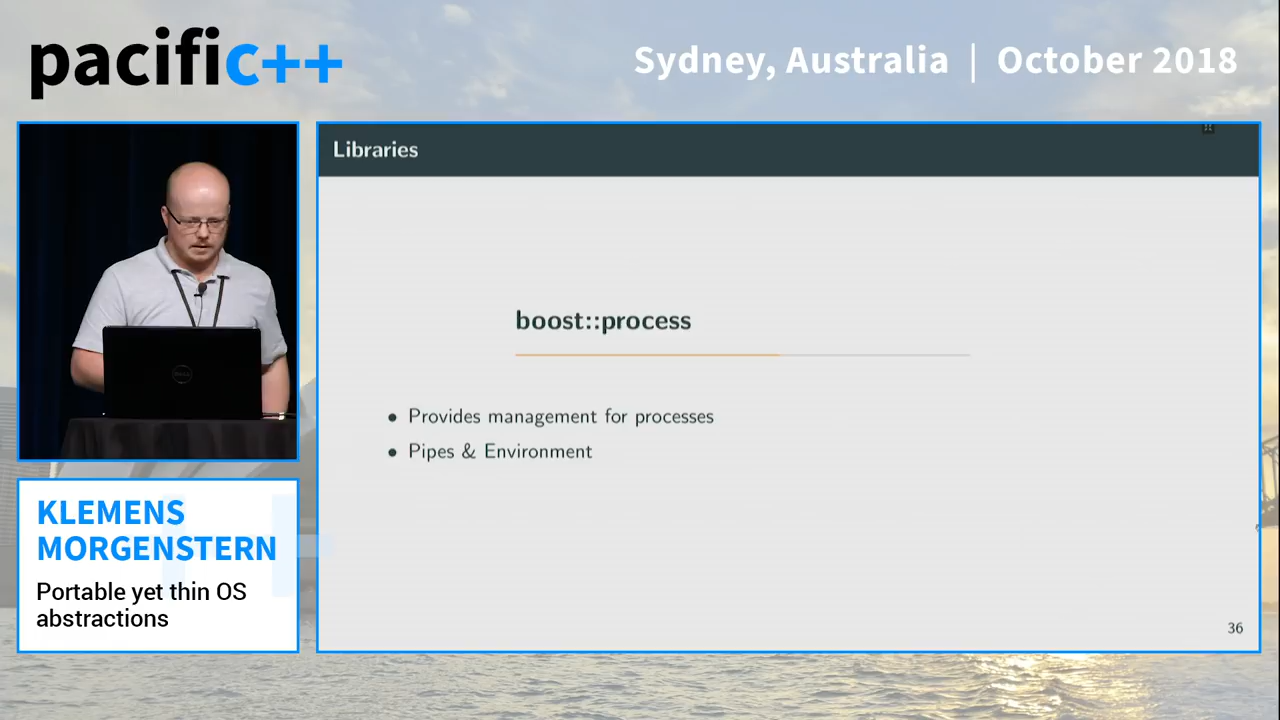 pacific++
Sydney, Australia | October 2018
Libraries
boost::process
• Provides management for processes
• Pipes & Environment
36
KLEMENS
MORGENSTERN
Portable yet thin OS
abstractions